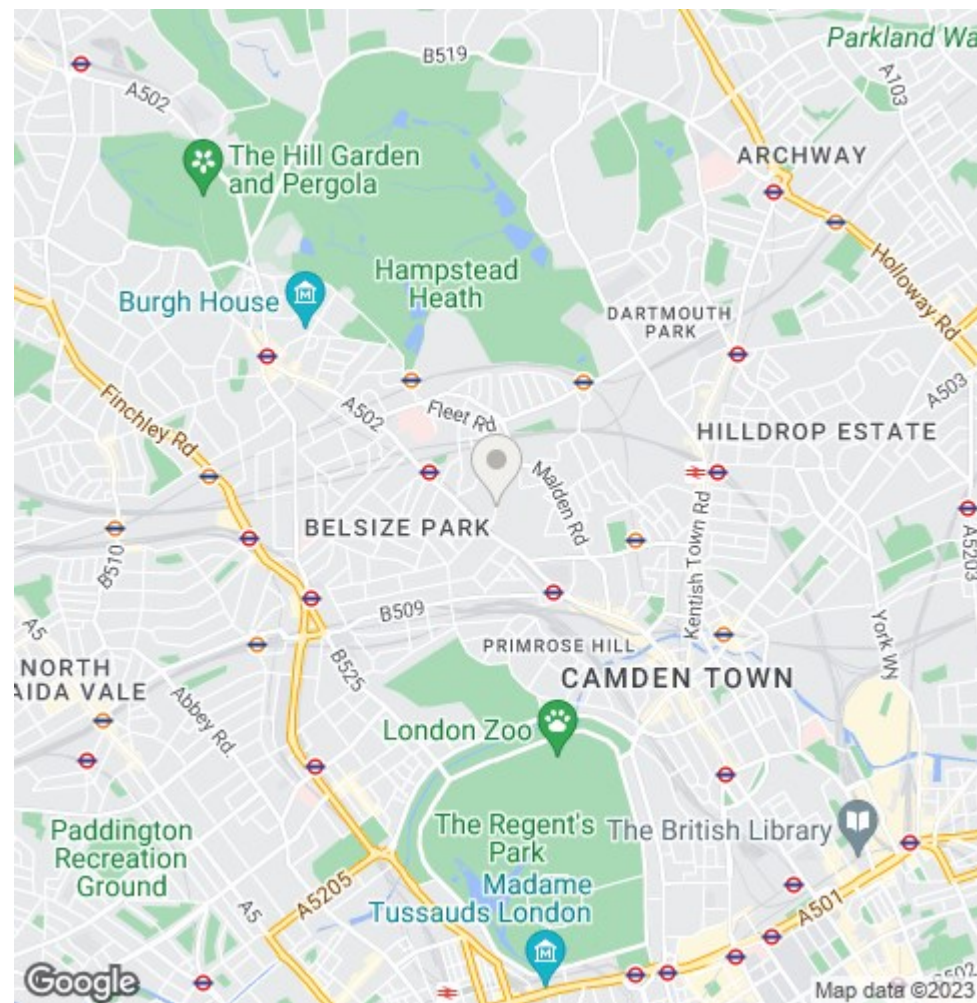 B519
Parkland Wa
A103
A502
The Hill Garden
and Pergola
ARCHWAY
Hampstead
Heath
Holloway Rd
Burgh House
DARTMOUTH
PARK
A503
Finchley Rd
A502
Fleet Rd
HILLDROP ESTATE
Malden Rd
BELSIZE PARK
Kentish Town Rd
A5203
B510
B509
A5
PRIMROSE HILL
York WN
NORTH
AIDA VALE
B525
CAMDEN TOWN
Abbey Rd.
London Zoo
Paddington
Recreation
Ground
The Regent's
Park
The British Library
Madame
Tussauds London
A5205
A5
A501
B502
Google
Map data ©2023